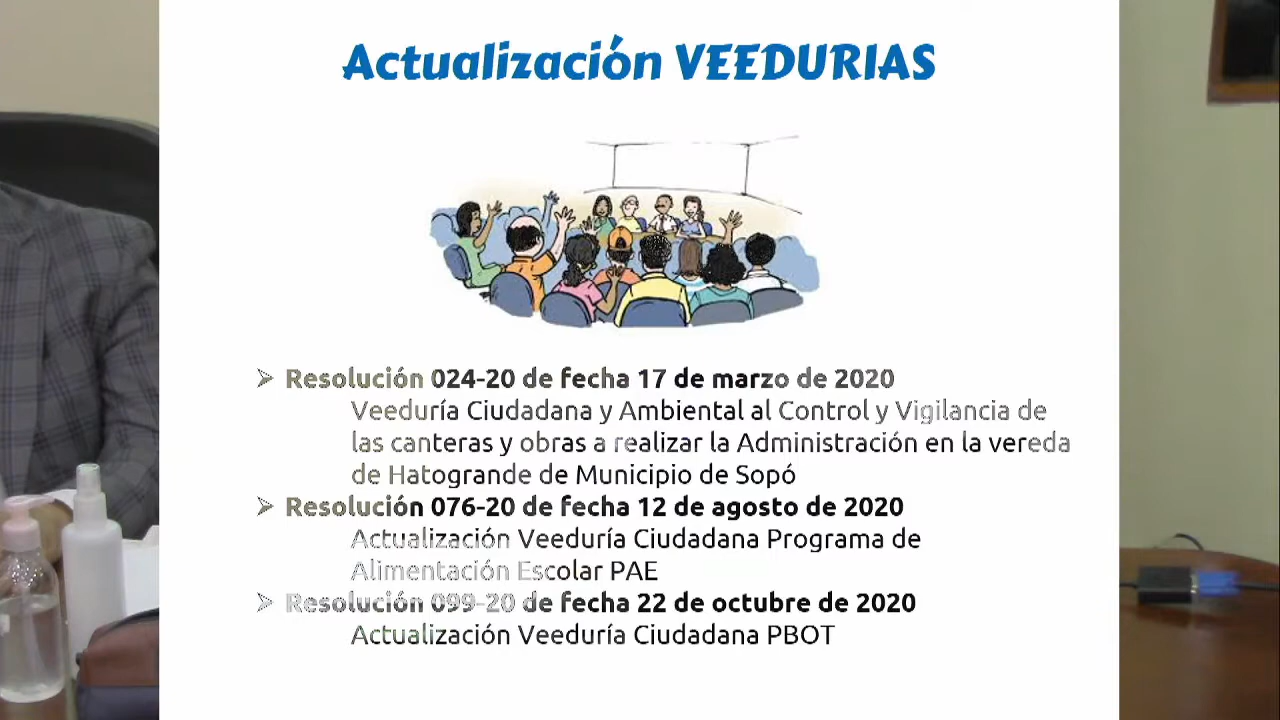 Actualización VEEDURIAS
➢ Resolución 024-20 de fecha 17 de marzo de 2020
Veeduría Ciudadana y Ambiental al Control y Vigilancia de
las canteras y obras a realizar la Administración en la vereda
de Hatogrande de Municipio de Sopó
➢ Resolución 076-20 de fecha 12 de agosto de 2020
Actualización Veeduría Ciudadana Programa de
Alimentación Escolar PAE
➢ Resolución 099-20 de fecha 22 de octubre de 2020
Actualización Veeduría Ciudadana PBOT